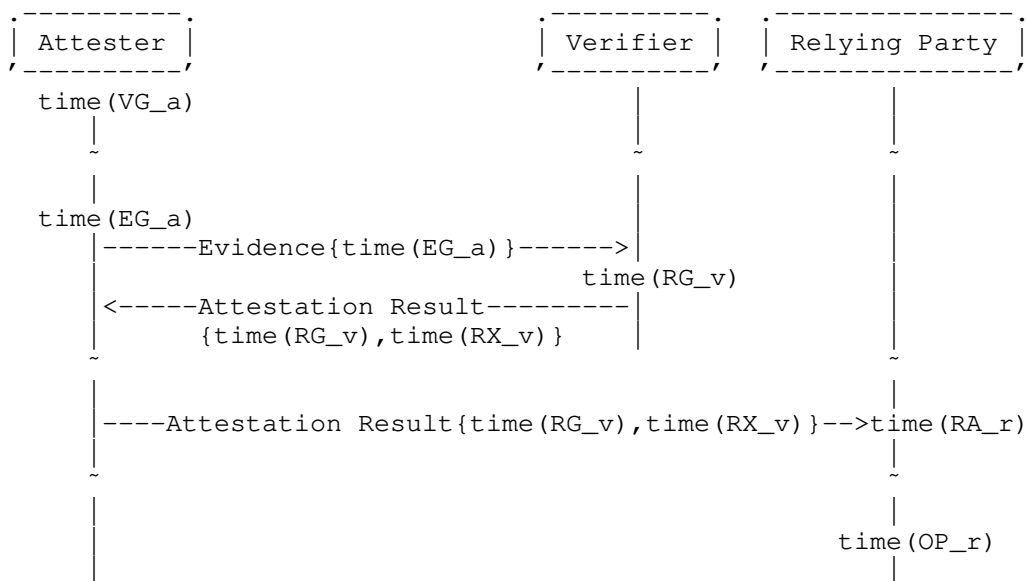 Attester Verifier Relying Party
time(VG_a)
time(EG_a)
------Evidence{time(EG_a)}------>
time(RG_v)
<-----Attestation Result---------
{time(RG_v),time(RX_v)}
----Attestation Result{time(RG_v),time(RX_v)}-->time(RA_r)
time(OP_r)